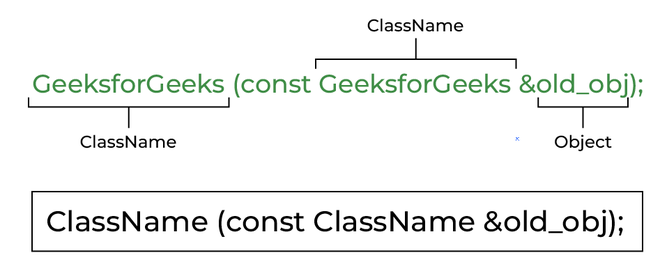 ClassName
GeeksforGeeks (const GeeksforGeeks &old_obj);
ClassName
Object
ClassName (const ClassName &old_obj);